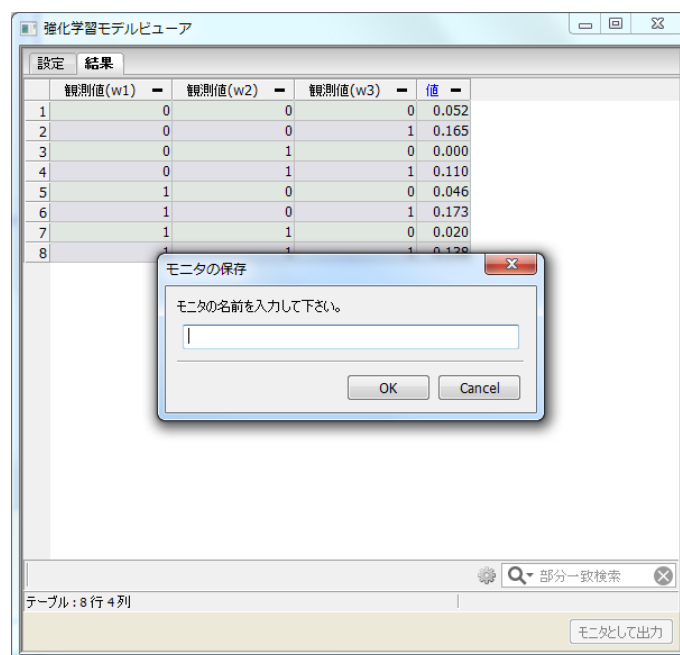 強化学習モデルビューア
設定 結果
観測値(w1) 観測値(w2) 観測値(w3) 値
1 0 0 0 0.052
2 0 0 1 0.165
3 0 1 0 0.000
4 0 1 1 0.110
5 1 0 0 0.046
6 1 0 1 0.173
7 1 1 0 0.020
8 1 1 1 0.138
モニタの保存
モニタの名前を入力して下さい。
OK Cancel
部分一致検索
テーブル：8行 4列
モニタとして出力